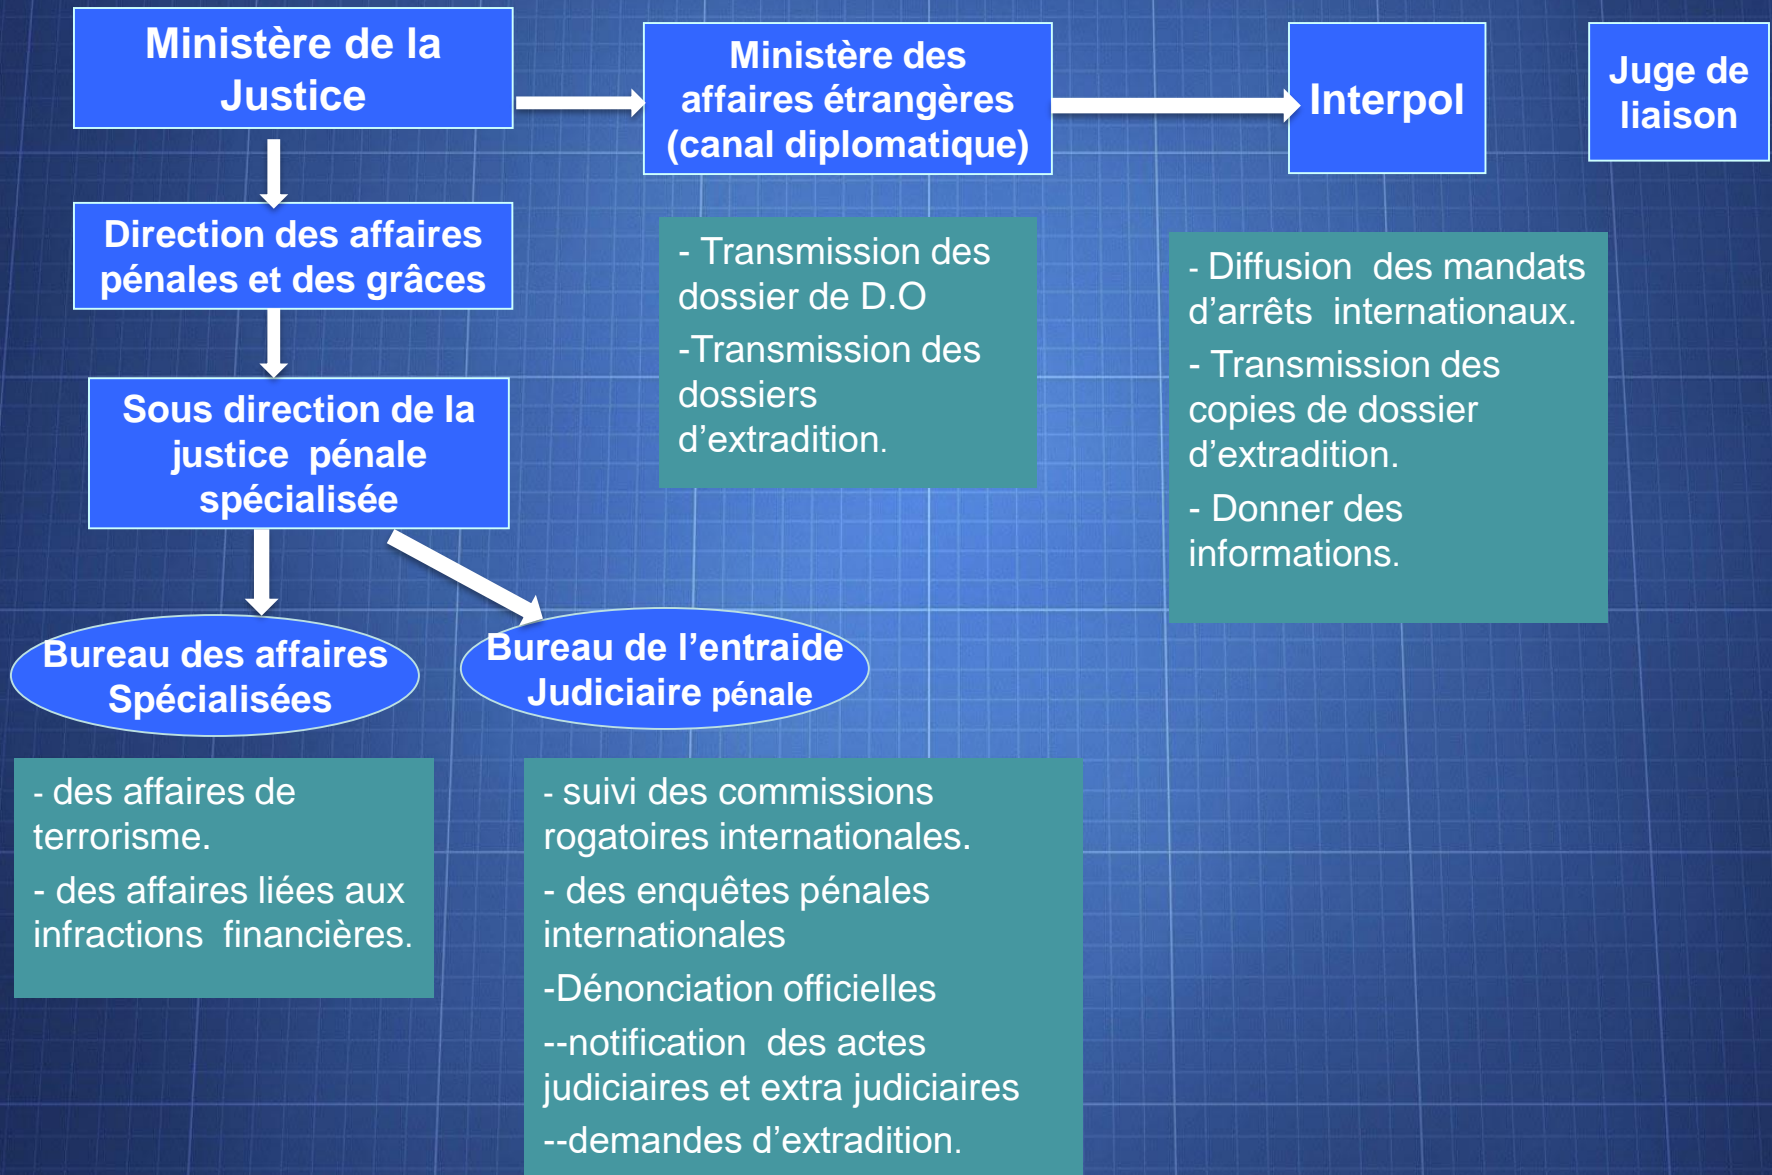 Ministère de la
Justice
Ministère des
affaires étrangères
(canal diplomatique)
Interpol
Juge de
liaison
Direction des affaires
pénales et des grâces
- Transmission des
dossier de D.O
-Transmission des
dossiers
d’extradition.
- Diffusion  des mandats
d’arrêts  internationaux.
- Transmission des
copies de dossier
d’extradition.
- Donner des
informations.
Sous direction de la
justice  pénale
spécialisée
Bureau des affaires
Spécialisées
Bureau de l’entraide
Judiciaire pénale
- des affaires de
terrorisme.
- des affaires liées aux
infractions  financières.
- suivi des commissions
rogatoires internationales.
- des enquêtes pénales
internationales
-Dénonciation officielles
--notification  des actes
judiciaires et extra judiciaires
--demandes d’extradition.